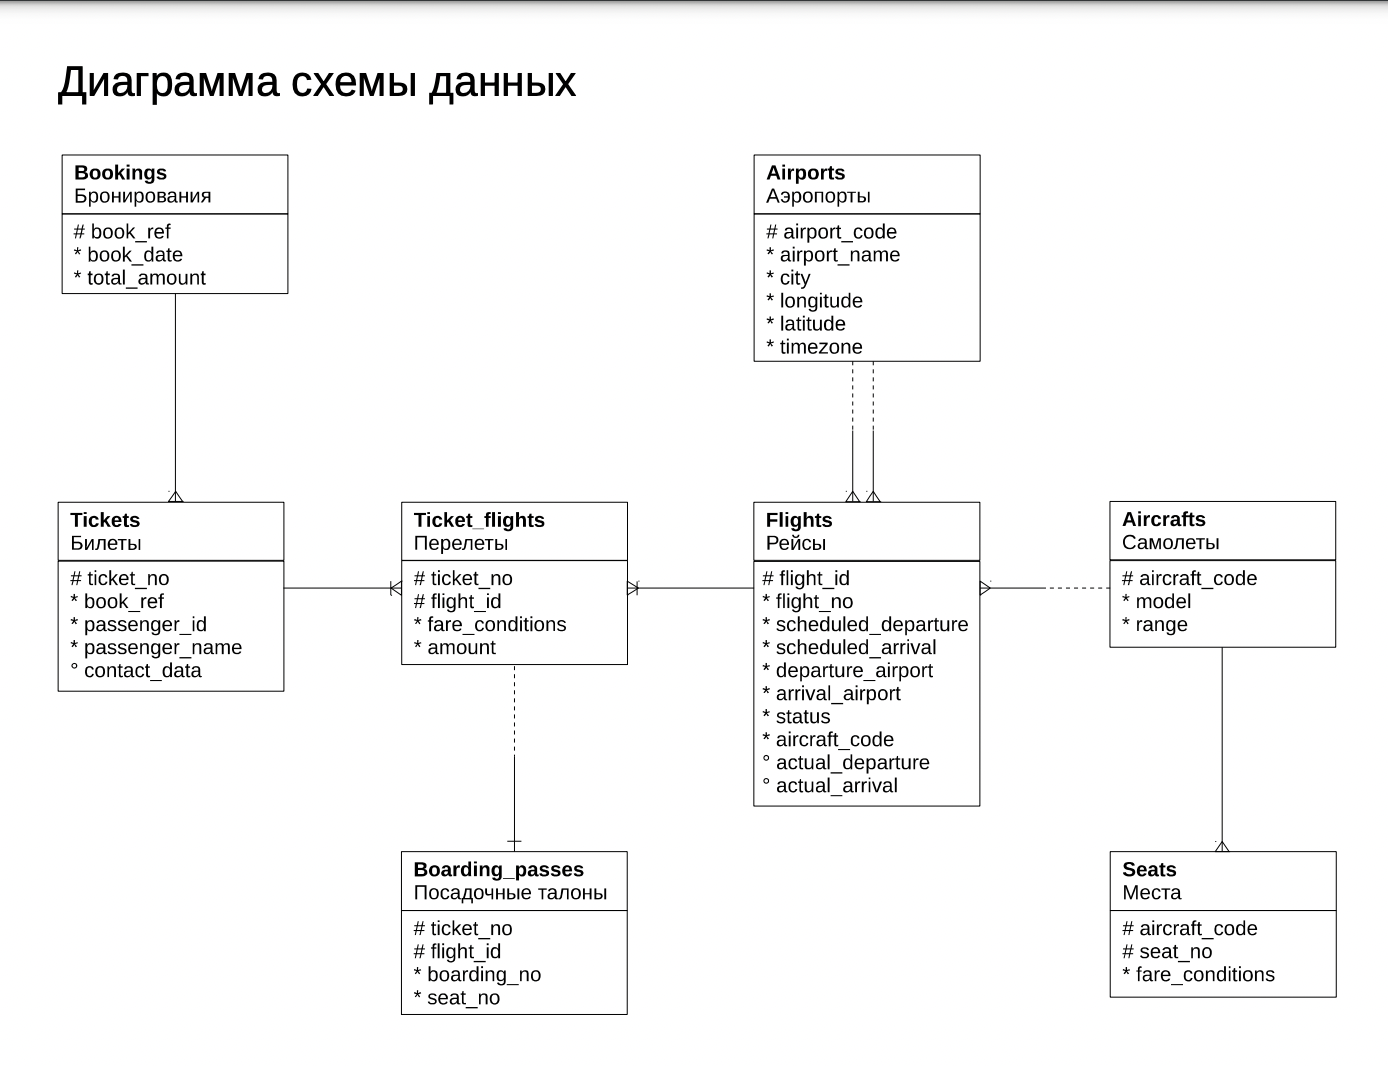 Диаграмма схемы данных
Bookings
Бронирования
# book_ref
* book_date
* total_amount
Airports
Аэропорты
# airport_code
* airport_name
* city
* longitude
* latitude
* timezone
Tickets
Билеты
# ticket_no
* book_ref
* passenger_id
* passenger_name
° contact_data
Ticket_flights
Перелеты
# ticket_no
# flight_id
* fare_conditions
* amount
Flights
Рейсы
# flight_id
* flight_no
* scheduled_departure
* scheduled_arrival
* departure_airport
* arrival_airport
* status
* aircraft_code
° actual_departure
° actual_arrival
Aircrafts
Самолеты
# aircraft_code
* model
* range
Boarding_passes
Посадочные талоны
# ticket_no
# flight_id
* boarding_no
* seat_no
Seats
Места
# aircraft_code
# seat_no
* fare_conditions